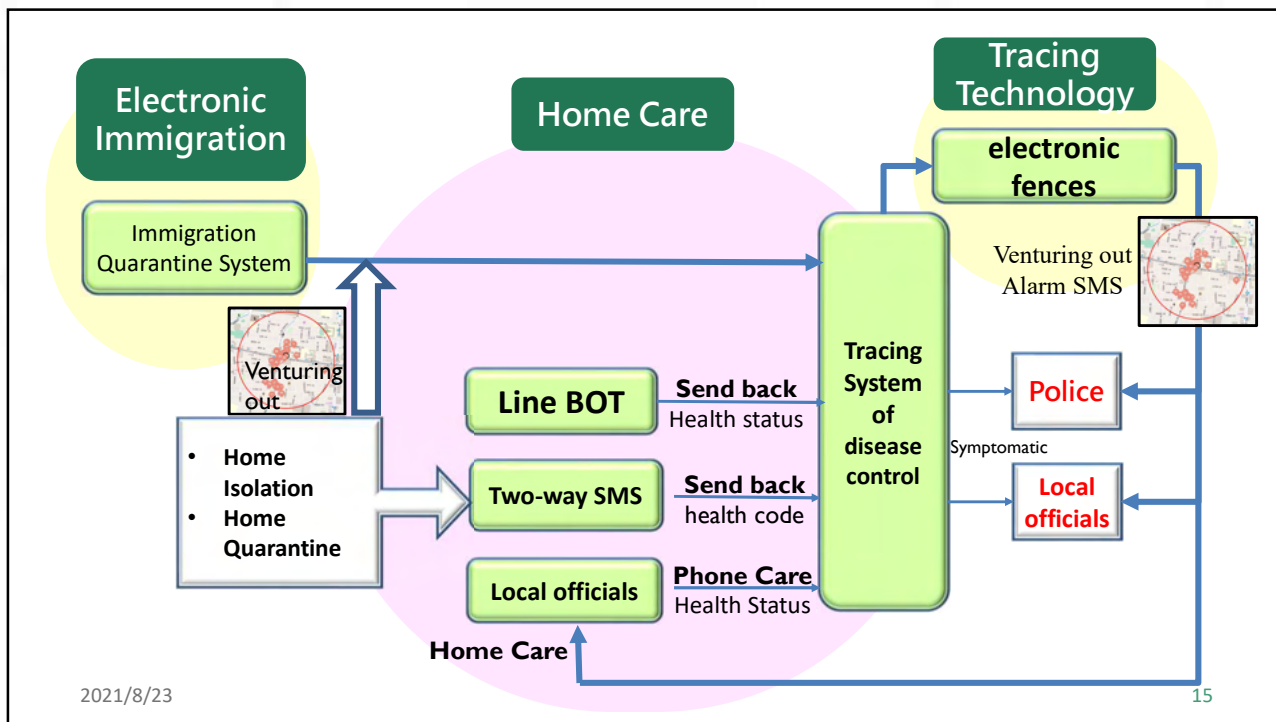 Electronic
Immigration
Home Care
Tracing
Technology
Immigration
Quarantine System
electronic
fences
Venturing out
Alarm SMS
Venturing
out
• Home
Isolation
• Home
Quarantine
Line BOT
Send back
Health status
Two-way SMS
Send back
health code
Local officials
Phone Care
Health Status
Home Care
Tracing
System
of
disease
control
Symptomatic
Police
Local
officials
2021/8/23
15